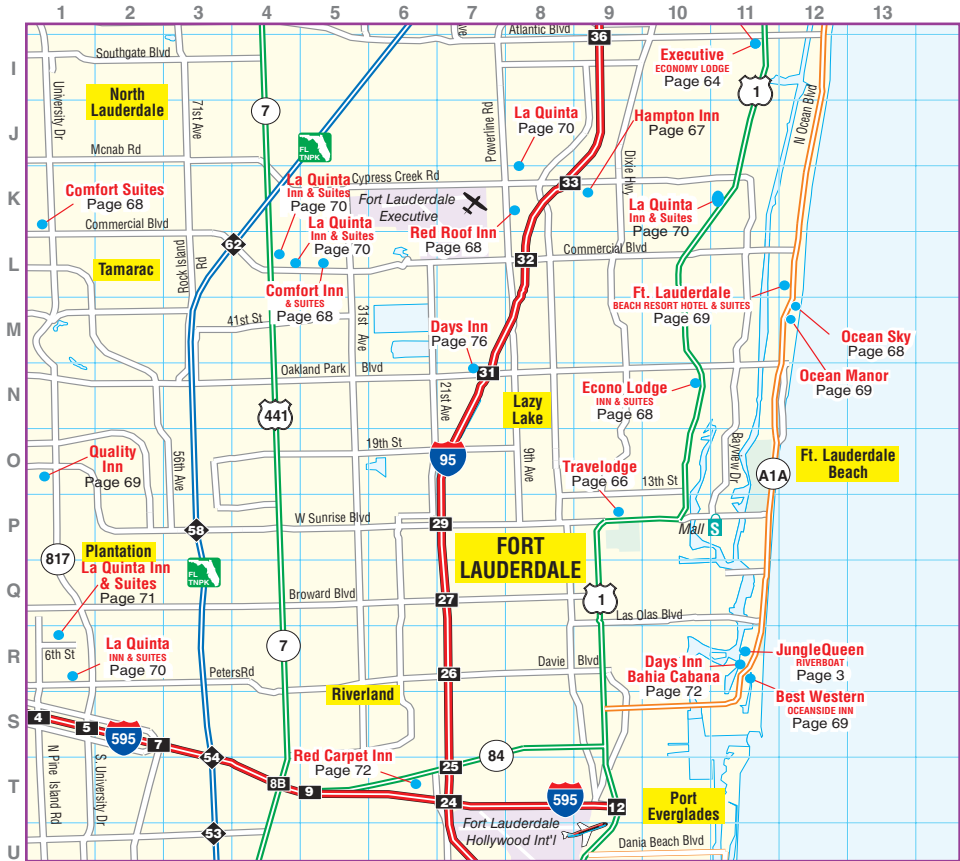 1 2 3 4 5 6 7 8 9 10 11 12 13
I
J
K
L
M
N
O
P
Q
R
S
T
U
Atlantic Blvd
Ave
36
Southgate Blvd
Executive
ECONOMY LODGE
Page 64
North
Lauderdale
University Dr
71st Ave
7
1
N Ocean Blvd
Powerline Rd
La Quinta
Page 70
Hampton Inn
Page 67
FL
TNPK
Mcnab Rd
Dixie Hwy
Cypress Creek Rd
33
La Quinta
Inn & Suites
Page 70
Comfort Suites
Page 68
Fort Lauderdale
Executive
La Quinta
Inn & Suites
Page 70
La Quinta
Inn & Suites
Page 70
Red Roof Inn
Page 68
Commercial Blvd
62
Commercial Blvd
32
Rock Island
Rd
Tamarac
Comfort Inn
& SUITES
Page 68
Ft. Lauderdale
BEACH RESORT HOTEL & SUITES
Page 69
41st St
31st Ave
Days Inn
Page 76
Ocean Sky
Page 68
Ocean Manor
Page 69
Oakland Park Blvd
31
Econo Lodge
INN & SUITES
Page 68
441
21st Ave
Lazy
Lake
19th St
95
9th Ave
Bayview Dr
Quality
Inn
Page 69
56th Ave
Travelodge
Page 66
13th St
A1A
Ft. Lauderdale
Beach
W Sunrise Blvd
58
29
Mall S
817
Plantation
La Quinta Inn
& Suites
Page 71
FL
TNPK
FORT
LAUDERDALE
Broward Blvd
27
1
Las Olas Blvd
7
6th St
La Quinta
INN & SUITES
Page 70
PetersRd
26
Davie Blvd
Days Inn
Bahia Cabana
Page 72
JungleQueen
RIVERBOAT
Page 3
Riverland
Best Western
OCEANSIDE INN
Page 69
4
5
595
7
54
N Pine Island Rd
S. University Dr
Red Carpet Inn
Page 72
84
8B
9
25
24
595
12
Port
Everglades
53
Fort Lauderdale
Hollywood Int'l
Dania Beach Blvd